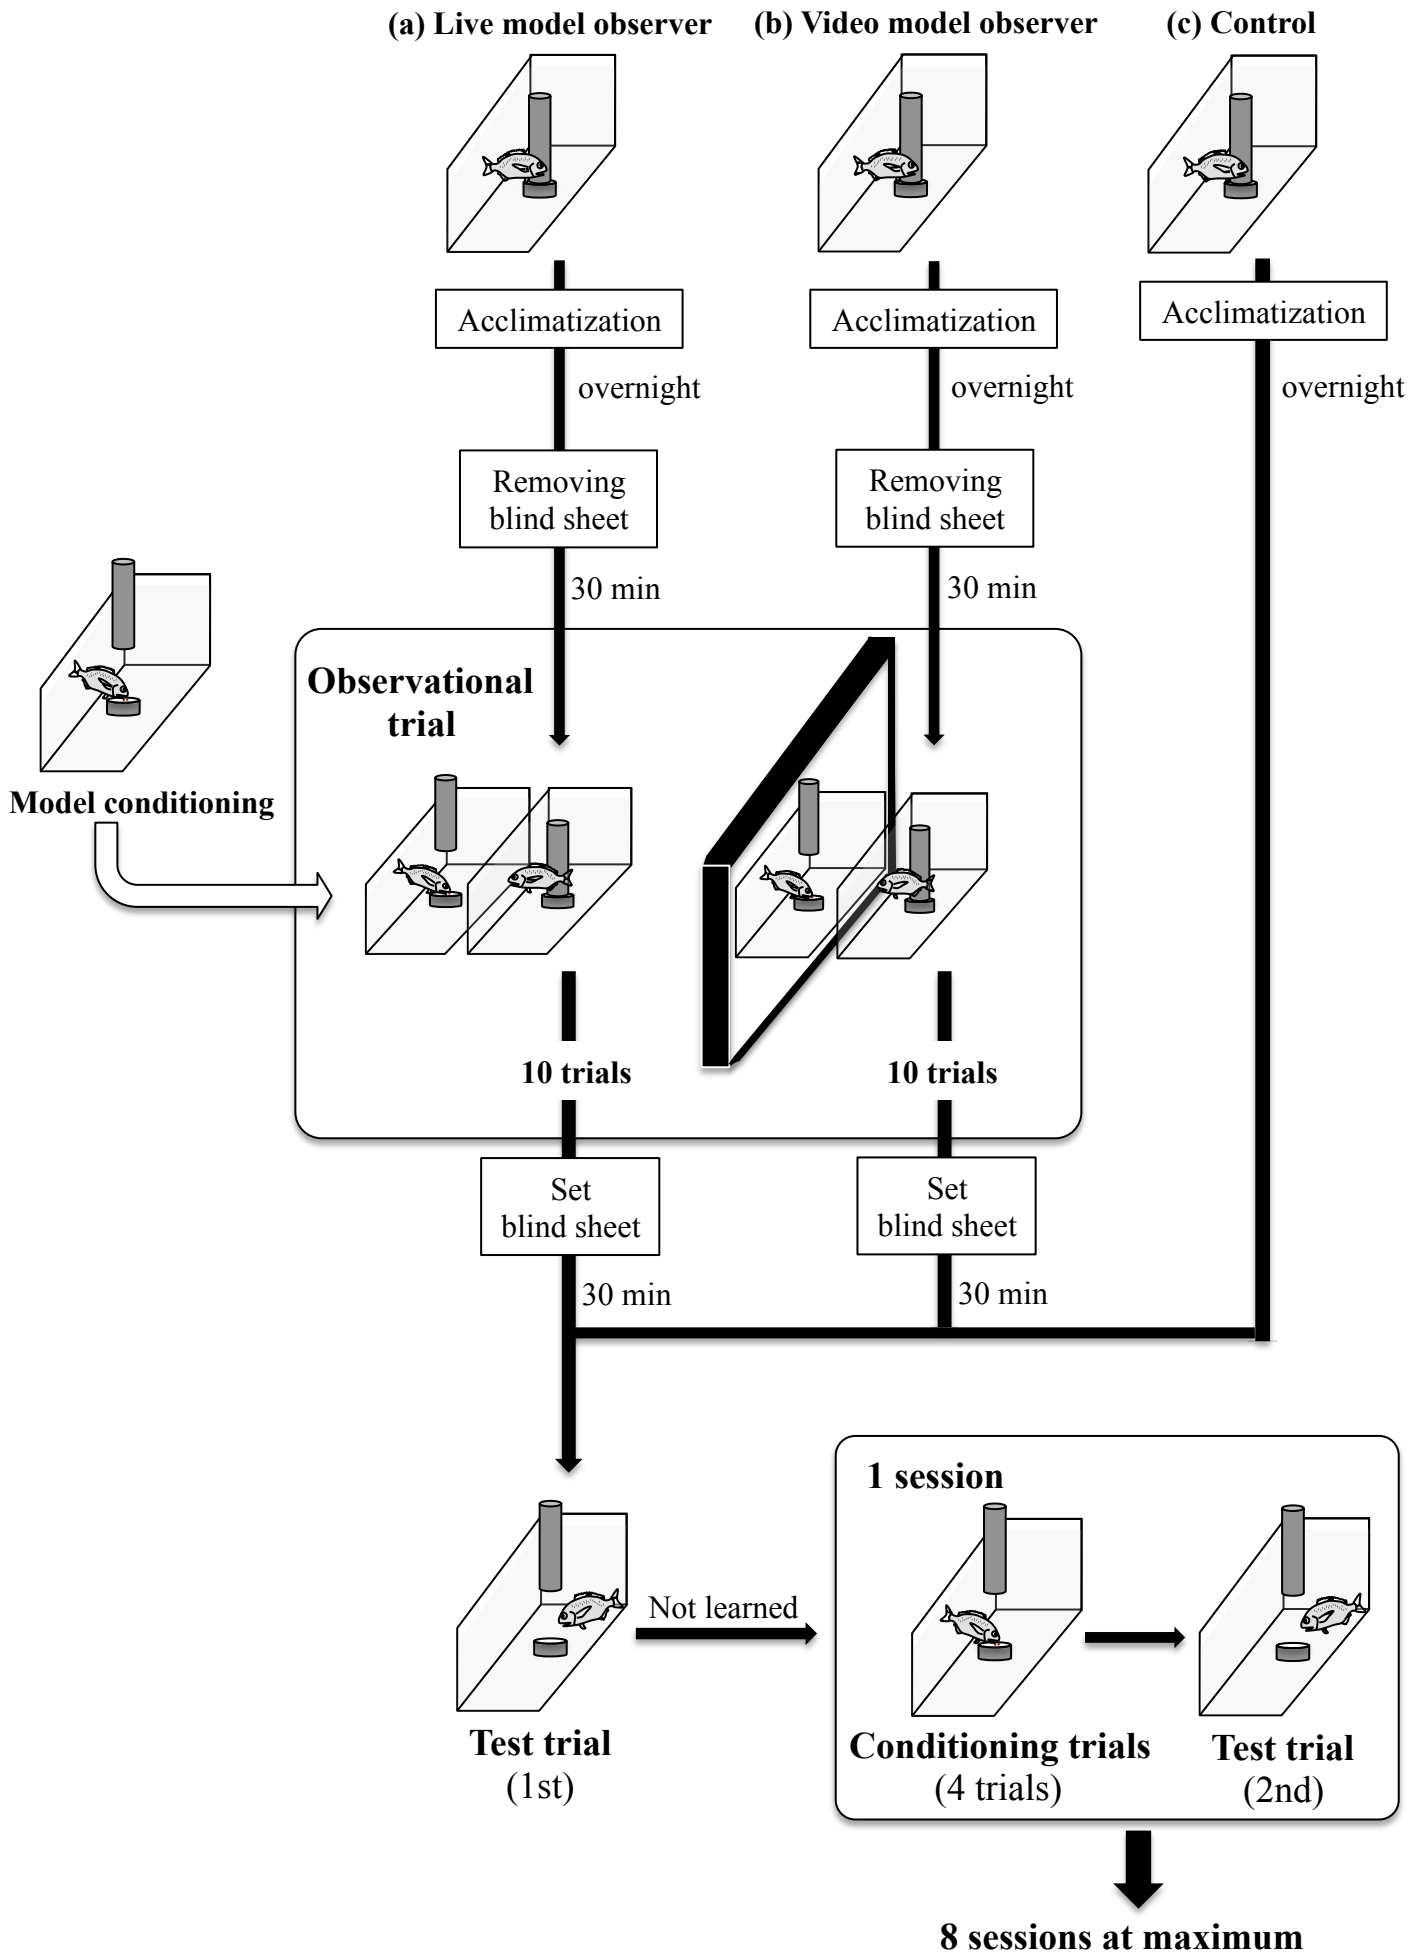 (a) Live model observer
(b) Video model observer
(c) Control
Acclimatization
Acclimatization
Acclimatization
overnight
overnight
overnight
Removing
blind sheet
Removing
blind sheet
30 min
30 min
Observational
trial
Model conditioning
10 trials
10 trials
Set
blind sheet
Set
blind sheet
30 min
30 min
1 session
Not learned
Test trial
(1st)
Conditioning trials
(4 trials)
Test trial
(2nd)
8 sessions at maximum